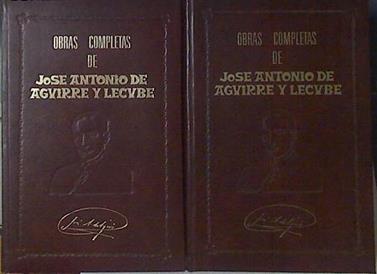 OBRAS COMPLETAS
DE
JOSE ANTONIO DE
AGVIRRE Y LECVBE
OBRAS COMPLETAS
DE
JOSE ANTONIO DE
AGVIRRE Y LECVBE